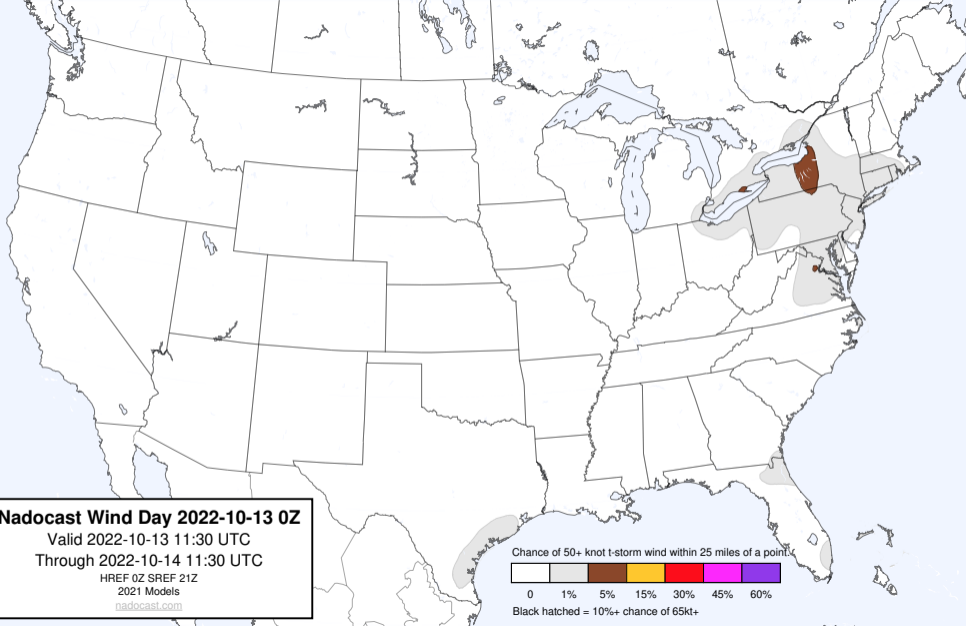 Nadocast Wind Day 2022-10-13 0Z
Valid 2022-10-13 11:30 UTC
Through 2022-10-14 11:30 UTC
HREF 0Z SREF 21Z
2021 Models
nadocast.com
Chance of 50+ knot t-storm wind within 25 miles of a point.
0 1% 5% 15% 30% 45% 60%
Black hatched = 10%+ chance of 65kt+